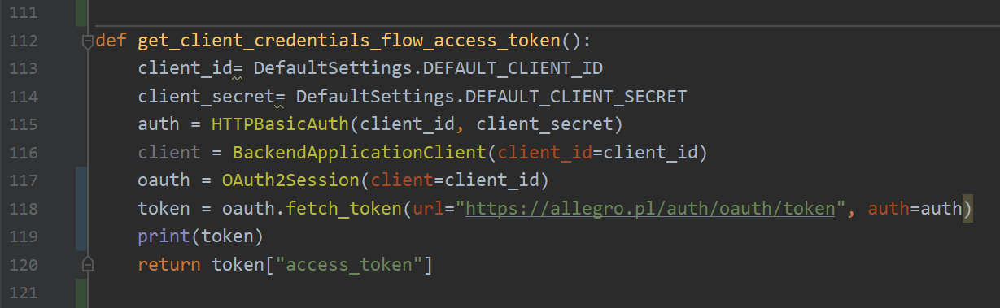 111
112 def get_client_credentials_flow_access_token():
113 client_id= DefaultSettings.DEFAULT_CLIENT_ID
114 client_secret= DefaultSettings.DEFAULT_CLIENT_SECRET
115 auth = HTTPBasicAuth(client_id, client_secret)
116 client = BackendApplicationClient(client_id=client_id)
117 oauth = OAuth2Session(client=client_id)
118 token = oauth.fetch_token(url="https://allegro.pl/auth/oauth/token", auth=auth)
119 print(token)
120 return token["access_token"]
121